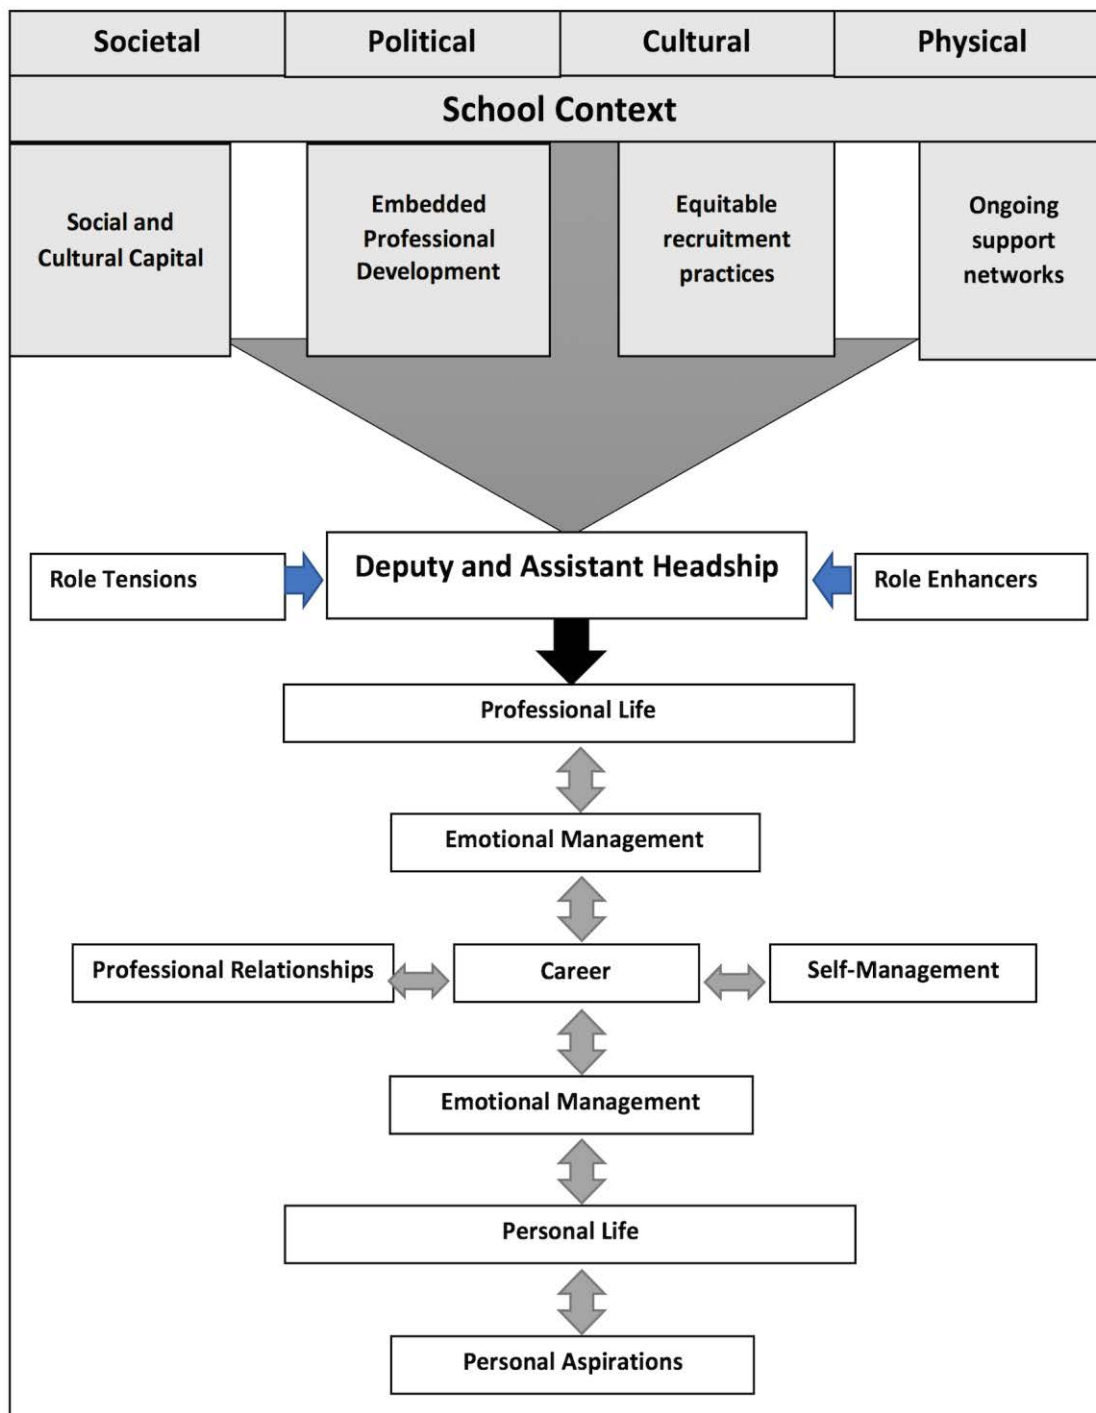 Societal
Political
Cultural
Physical
School Context
Social and
Cultural Capital
Embedded
Professional
Development
Equitable
recruitment
practices
Ongoing
support
networks
Role Tensions
Deputy and Assistant Headship
Role Enhancers
Professional Life
Emotional Management
Professional Relationships
Career
Self-Management
Emotional Management
Personal Life
Personal Aspirations